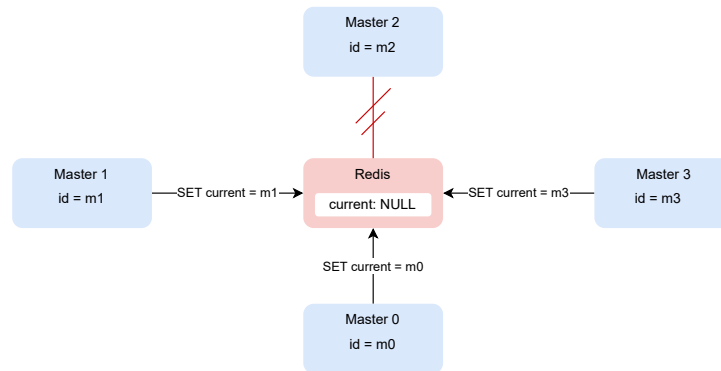 Master 2
id = m2
Master 1
id = m1
SET current = m1
Redis
current: NULL
SET current = m3
Master 3
id = m3
SET current = m0
Master 0
id = m0